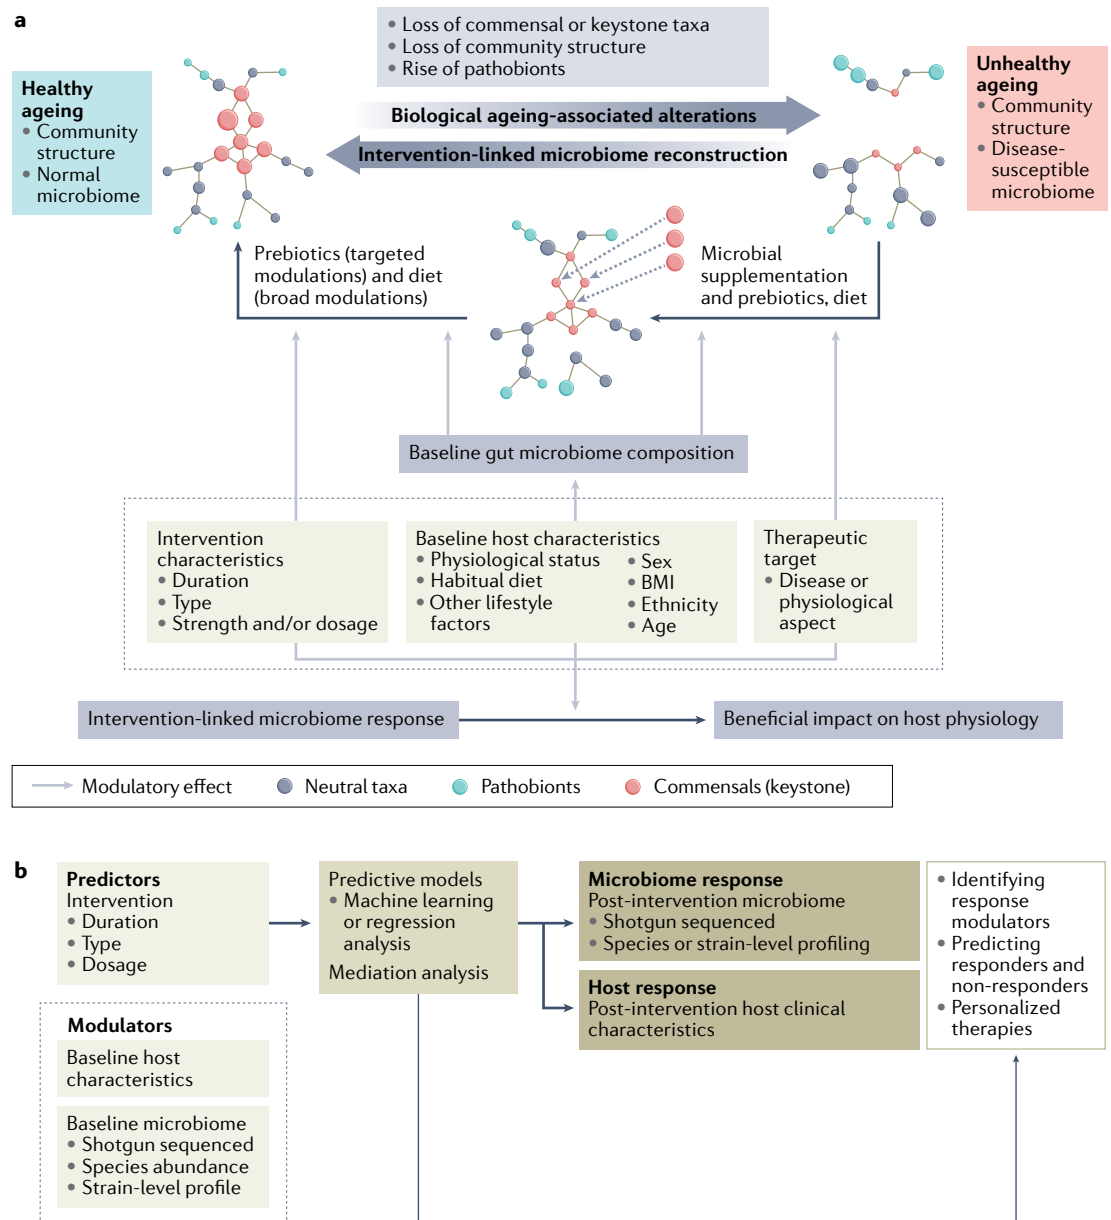 a
• Loss of commensal or keystone taxa
• Loss of community structure
• Rise of pathobionts
Healthy
ageing
• Community
structure
• Normal
microbiome
Biological ageing-associated alterations
Intervention-linked microbiome reconstruction
Unhealthy
ageing
• Community
structure
• Disease-
susceptible
microbiome
Prebiotics (targeted
modulations) and diet
(broad modulations)
Microbial
supplementation
and prebiotics, diet
Baseline gut microbiome composition
Intervention
characteristics
• Duration
• Type
• Strength and/or dosage
Baseline host characteristics
• Physiological status
• Habitual diet
• Other lifestyle
factors
• Sex
• BMI
• Ethnicity
• Age
Therapeutic
target
• Disease or
physiological
aspect
Intervention-linked microbiome response
Beneficial impact on host physiology
Modulatory effect
Neutral taxa
Pathobionts
Commensals (keystone)
b
Predictors
Intervention
• Duration
• Type
• Dosage
Predictive models
• Machine learning
or regression
analysis
Mediation analysis
Microbiome response
Post-intervention microbiome
• Shotgun sequenced
• Species or strain-level profiling
Host response
Post-intervention host clinical
characteristics
• Identifying
response
modulators
• Predicting
responders and
non-responders
• Personalized
therapies
Modulators
Baseline host
characteristics
Baseline microbiome
• Shotgun sequenced
• Species abundance
• Strain-level profile